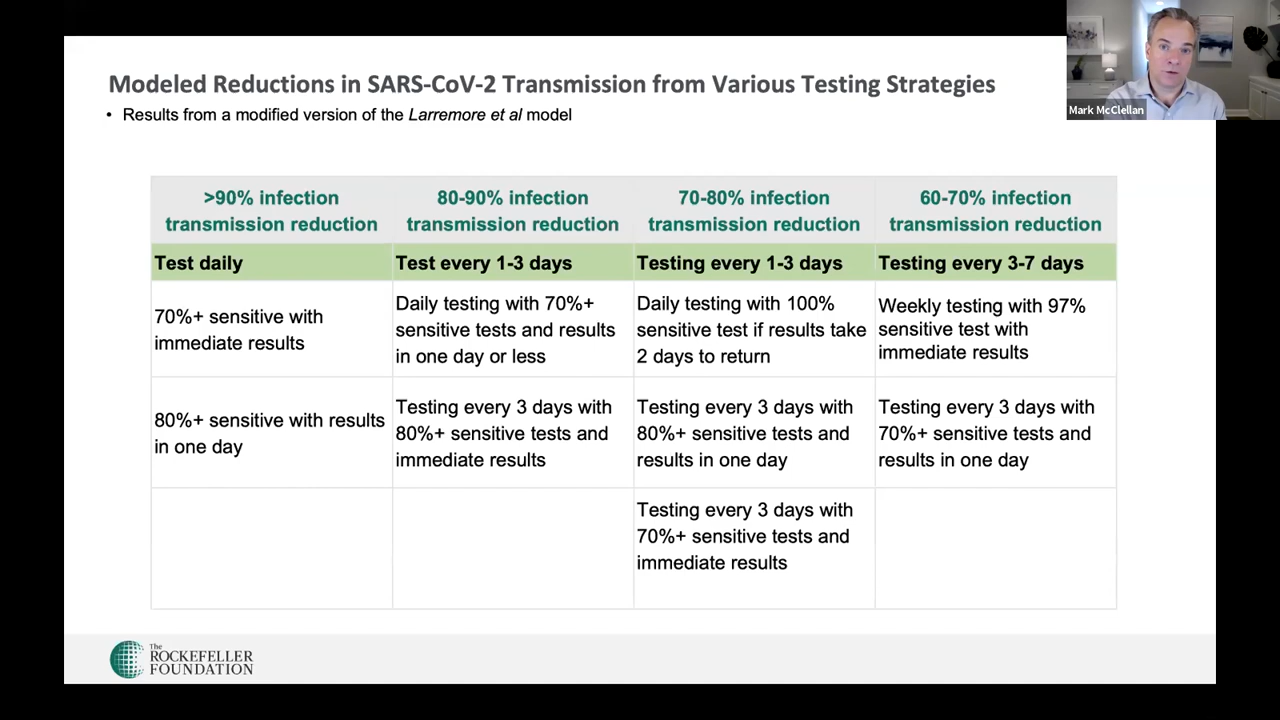 Modeled Reductions in SARS-CoV-2 Transmission from Various Testing Strategies
• Results from a modified version of the Larremore et al model
Mark McClellan
>90% infection
transmission reduction
80-90% infection
transmission reduction
70-80% infection
transmission reduction
60-70% infection
transmission reduction
Test daily
Test every 1-3 days
Testing every 1-3 days
Testing every 3-7 days
70%+ sensitive with
immediate results
Daily testing with 70%+
sensitive tests and results
in one day or less
Daily testing with 100%
sensitive test if results take
2 days to return
Weekly testing with 97%
sensitive test with
immediate results
80%+ sensitive with results
in one day
Testing every 3 days with
80%+ sensitive tests and
immediate results
Testing every 3 days with
80%+ sensitive tests and
results in one day
Testing every 3 days with
70%+ sensitive tests and
results in one day
Testing every 3 days with
70%+ sensitive tests and
immediate results
The
ROCKEFELLER
FOUNDATION